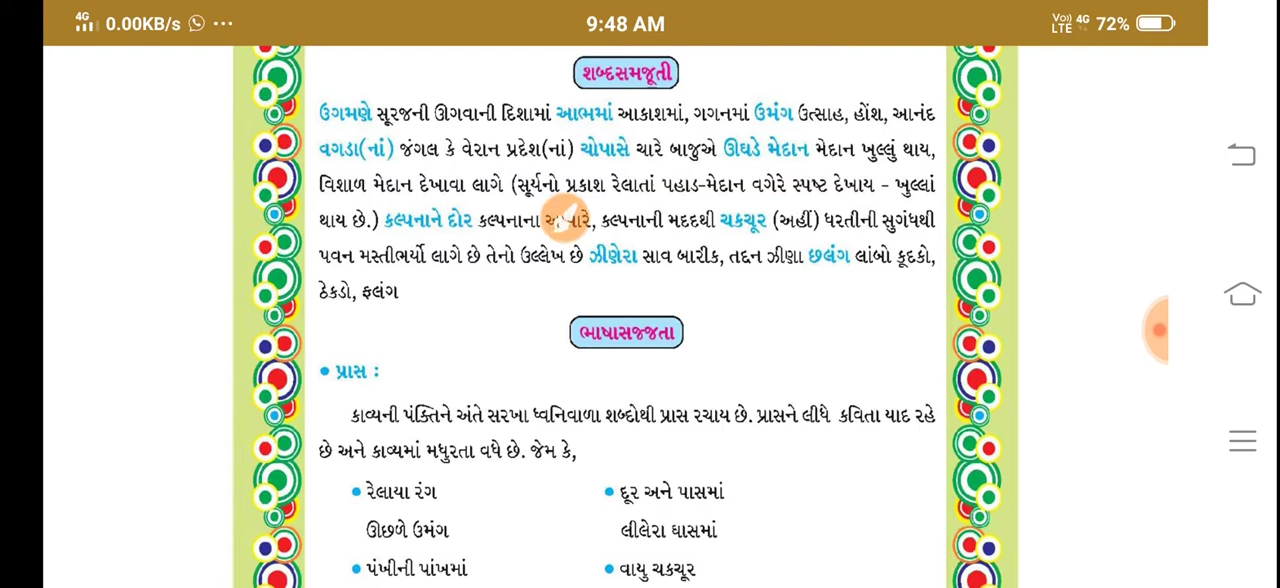 4G 0.00KB/s ... 9:48 AM Vo) LTE 4G 72%
શબ્દસમજૂતી
ઉગમણે સૂરજની ઊગવાની દિશામાં આભમાં આકાશમાં, ગગનમાં ઉમંગ ઉત્સાહ, હોંશ, આનંદ
વગડા(નાં) જંગલ કે વેરાન પ્રદેશ(નાં) ચોપાસે ચારે બાજુએ ઊઘડે મેદાન મેદાન ખુલ્લું થાય,
વિશાળ મેદાન દેખાવા લાગે (સૂર્યનો પ્રકાશ રેલાતાં પહાડ-મેદાન વગેરે સ્પષ્ટ દેખાય - ખુલ્લાં
થાય છે.) કલ્પનાને દોર કલ્પનાના કલ્પનાની મદદથી ચકચૂર (અહીં) ધરતીની સુગંધથી
પવન મસ્તીભર્યો લાગે છે તેનો ઉલ્લેખ છે ઝીણેરા સાવ બારીક, તદ્દન ઝીણા છલંગ લાંબો કૂદકો,
ઠેકડો, ફલંગ
ભાષાસજ્જતા
• પ્રાસ :
કાવ્યની પંક્તિને અંતે સરખા ધ્વનિવાળા શબ્દોથી પ્રાસ રચાય છે. પ્રાસને લીધે કવિતા યાદ રહે
છે અને કાવ્યમાં મધુરતા વધે છે. જેમ કે,
• રેલાયા રંગ • દૂર અને પાસમાં
ઊછળે ઉમંગ લીલેરા ઘાસમાં
• પંખીની પાંખમાં • વાયુ ચકચૂર